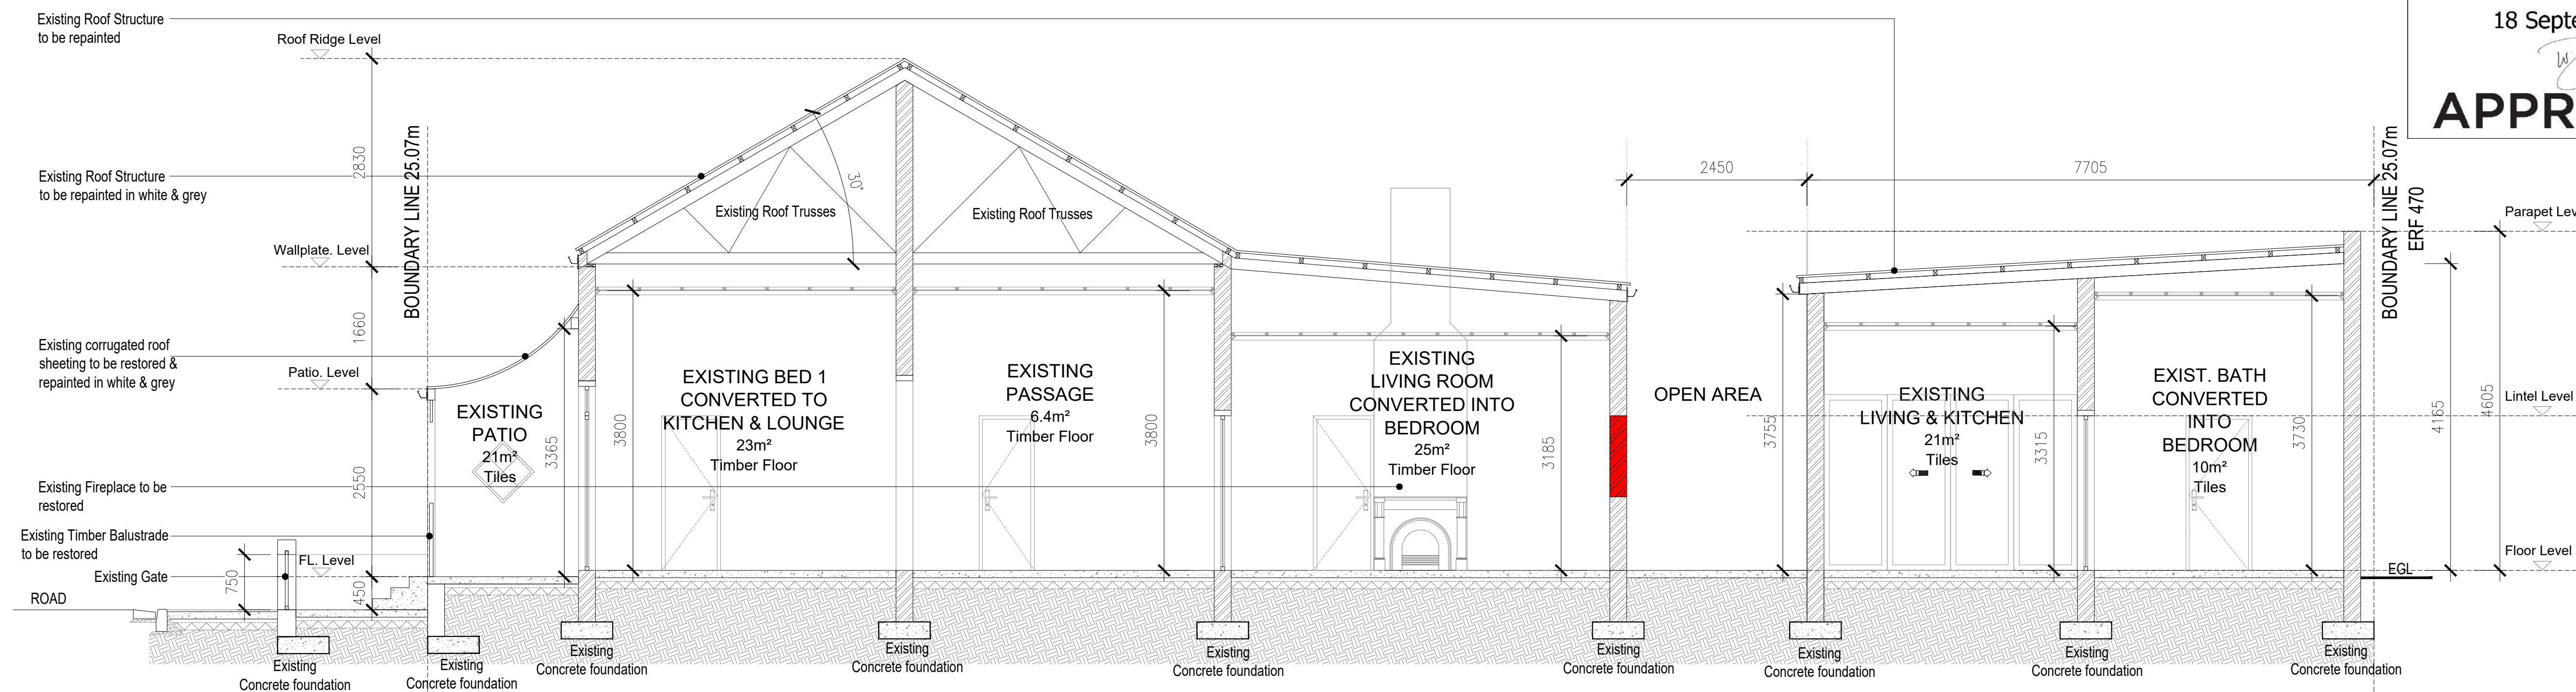 Existing Roof Structure
to be repainted
Roof Ridge Level
18 Septe
APPR
2830
BOUNDARY LINE 25.07m
Existing Roof Structure
to be repainted in white & grey
30°
Existing Roof Trusses
Existing Roof Trusses
2450
7705
BOUNDARY LINE 25.07m
ERF 470
Parapet Lev
Wallplate. Level
1660
Existing corrugated roof
sheeting to be restored &
repainted in white & grey
Patio. Level
EXISTING
PATIO
21m²
Tiles
3365
3800
EXISTING BED 1
CONVERTED TO
KITCHEN & LOUNGE
23m²
Timber Floor
EXISTING
PASSAGE
6.4m²
Timber Floor
3800
EXISTING
LIVING ROOM
CONVERTED INTO
BEDROOM
25m²
Timber Floor
3185
OPEN AREA
3755
EXISTING
LIVING & KITCHEN
21m²
Tiles
3315
EXIST. BATH
CONVERTED
INTO
BEDROOM
10m²
Tiles
3730
4165
4605
Lintel Level
2550
Existing Fireplace to be
restored
Existing Timber Balustrade
to be restored
FL. Level
Existing Gate
750
450
ROAD
Floor Level
EGL
Existing
Concrete foundation
Existing
Concrete foundation
Existing
Concrete foundation
Existing
Concrete foundation
Existing
Concrete foundation
Existing
Concrete foundation
Existing
Concrete foundation
Existing
Concrete foundation
Existing
Concrete foundation